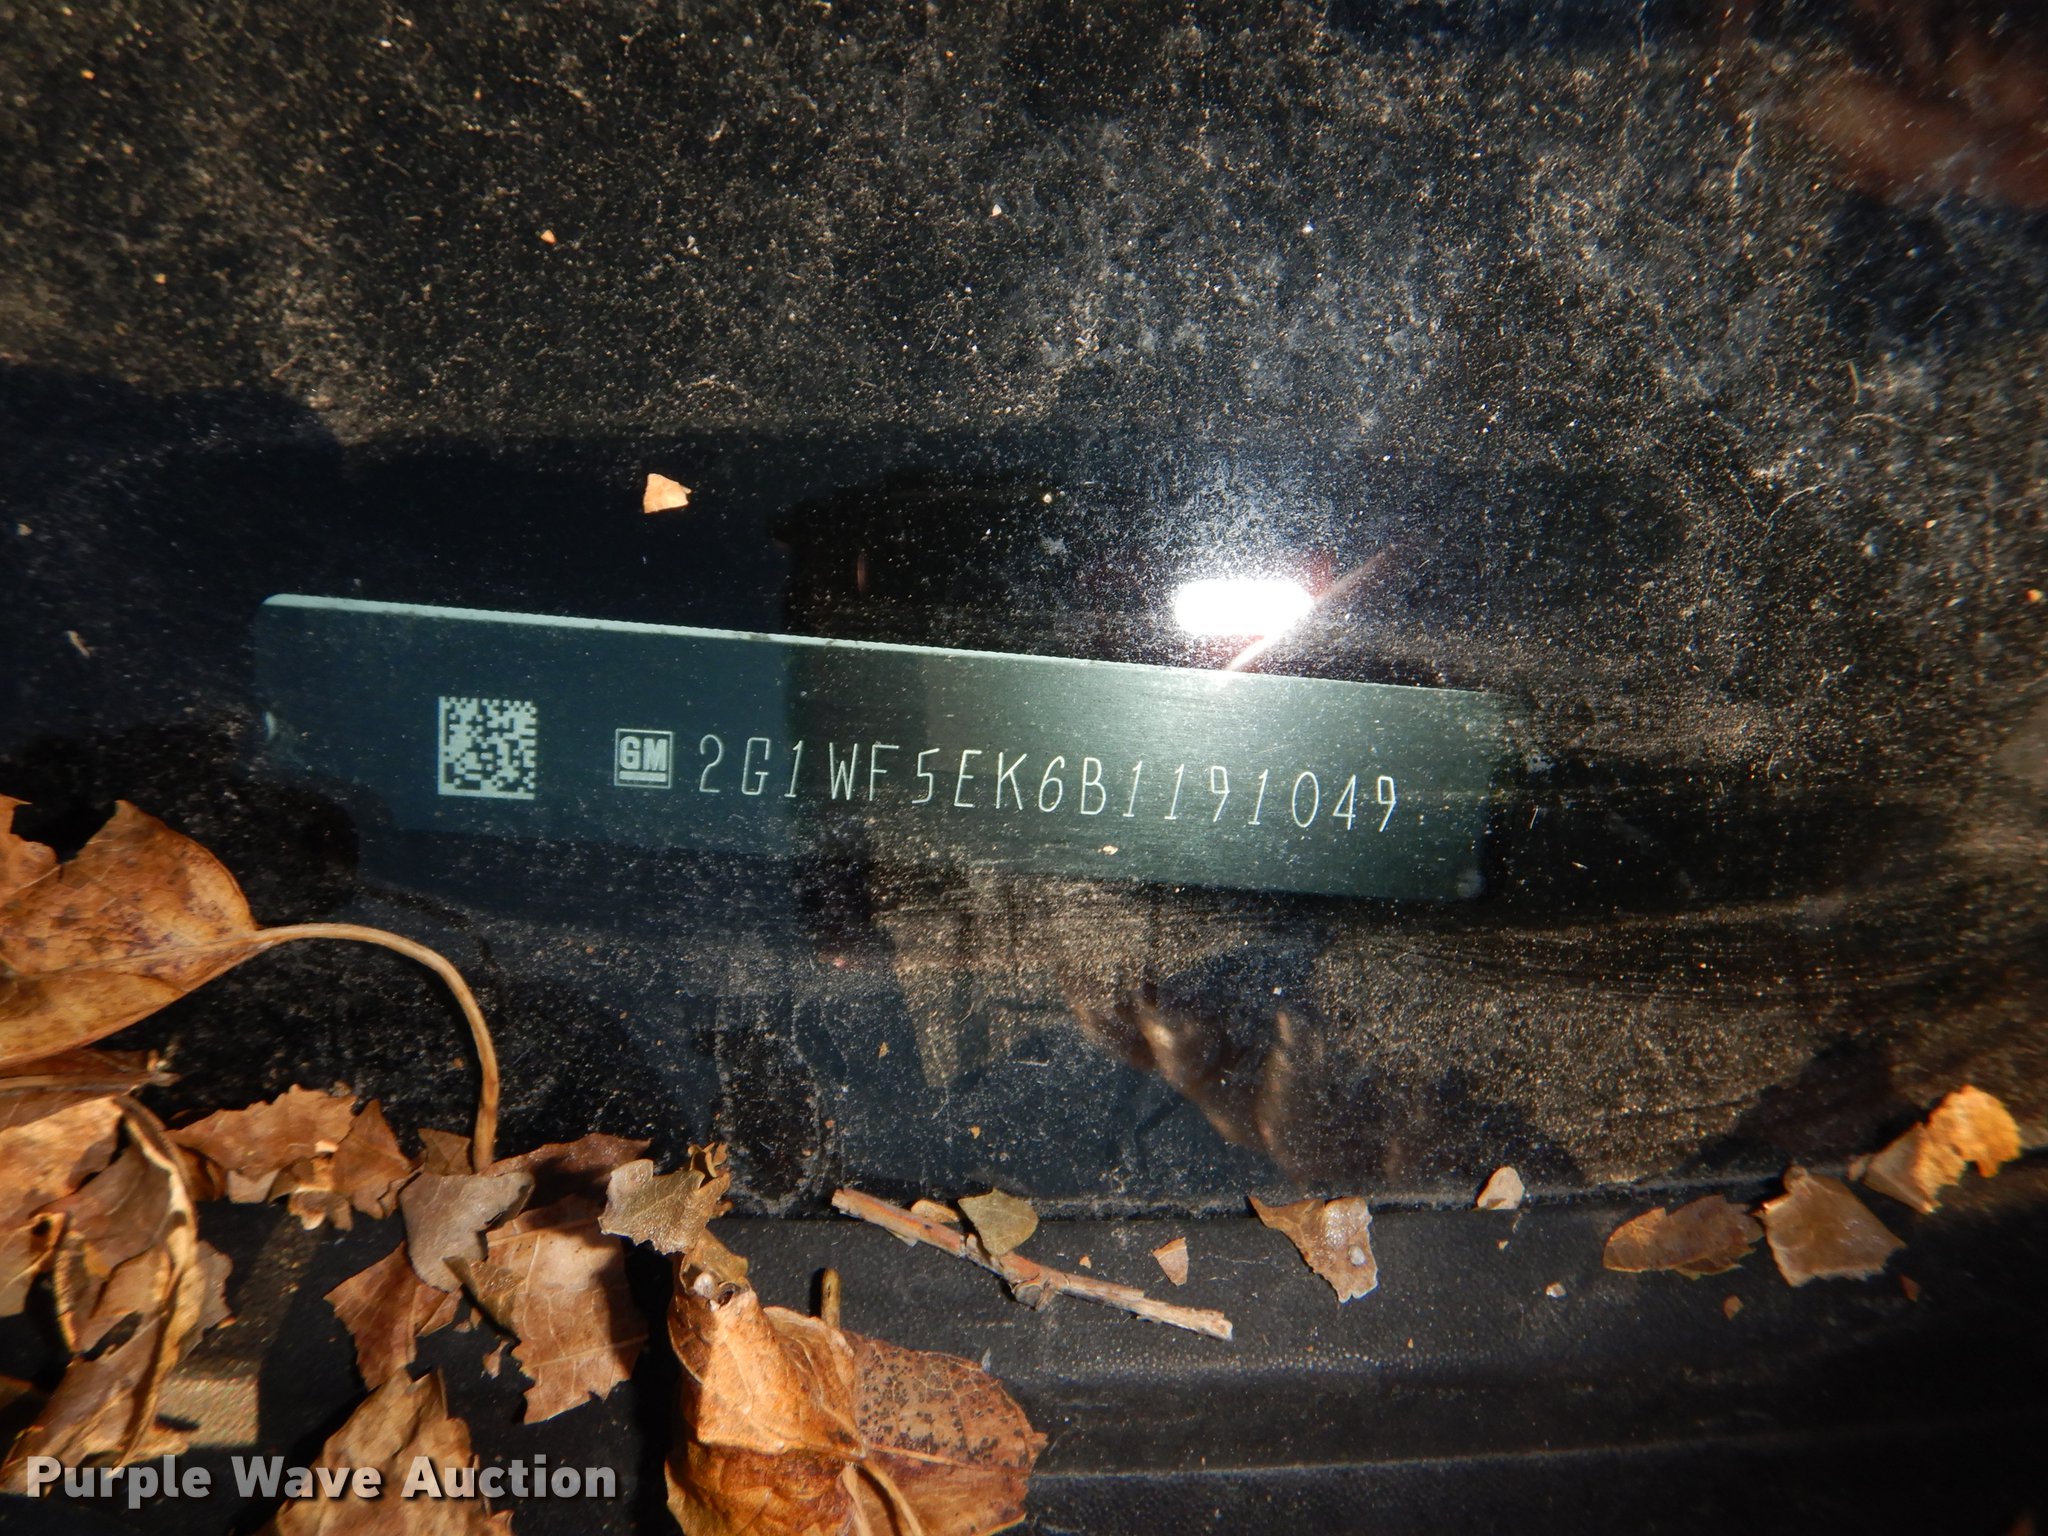 GM 2G1WF5EK6B1191049
Purple Wave Auction